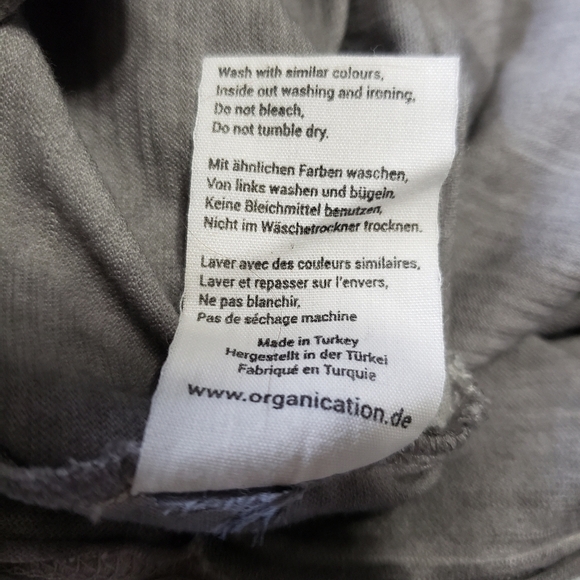 Wash with similar colours,
Inside out washing and ironing,
Do not bleach,
Do not tumble dry.
Mit ähnlichen Farben waschen,
Von links washen und bügeln,
Keine Bleichmittel benutzen,
Nicht im Wäschetrockner trocknen.
Laver avec des couleurs similaires,
Laver et repasser sur l'envers,
Ne pas blanchir,
Pas de séchage machine
Made in Turkey
Hergestellt in der Türkei
Fabriqué en Turquie
www.organication.de